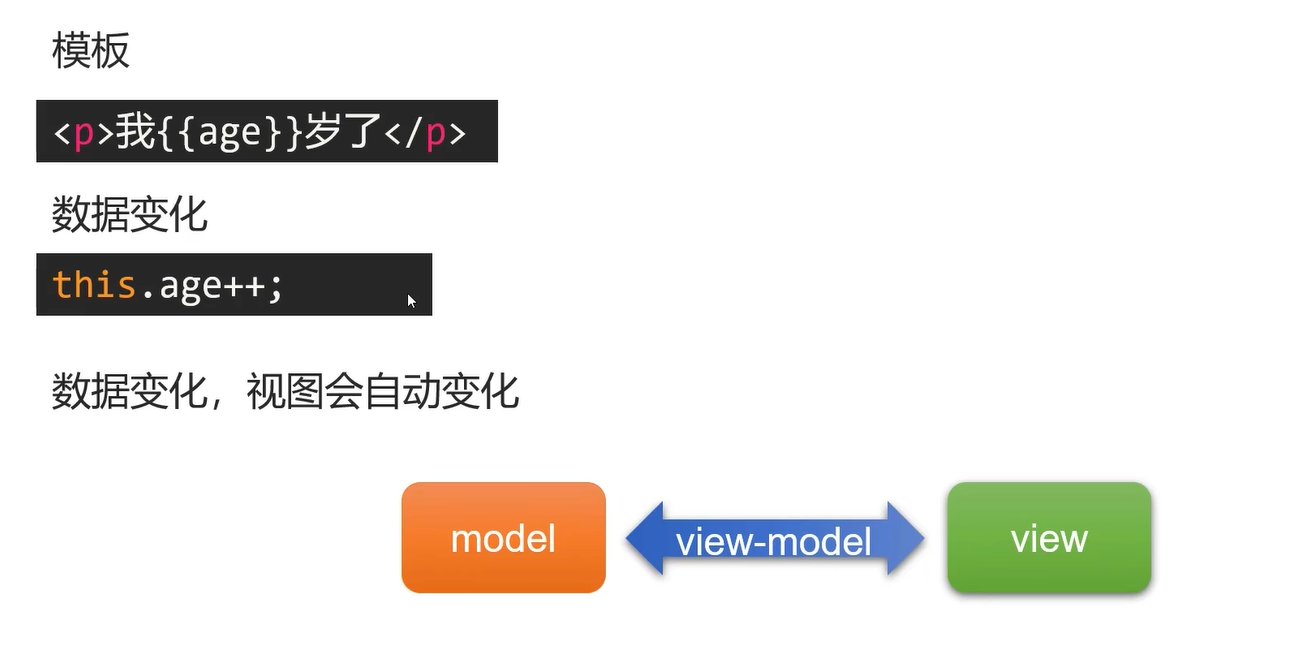 模板
<p>我{{age}}岁了</p>
数据变化
this.age++;
数据变化，视图会自动变化
model
view-model
view